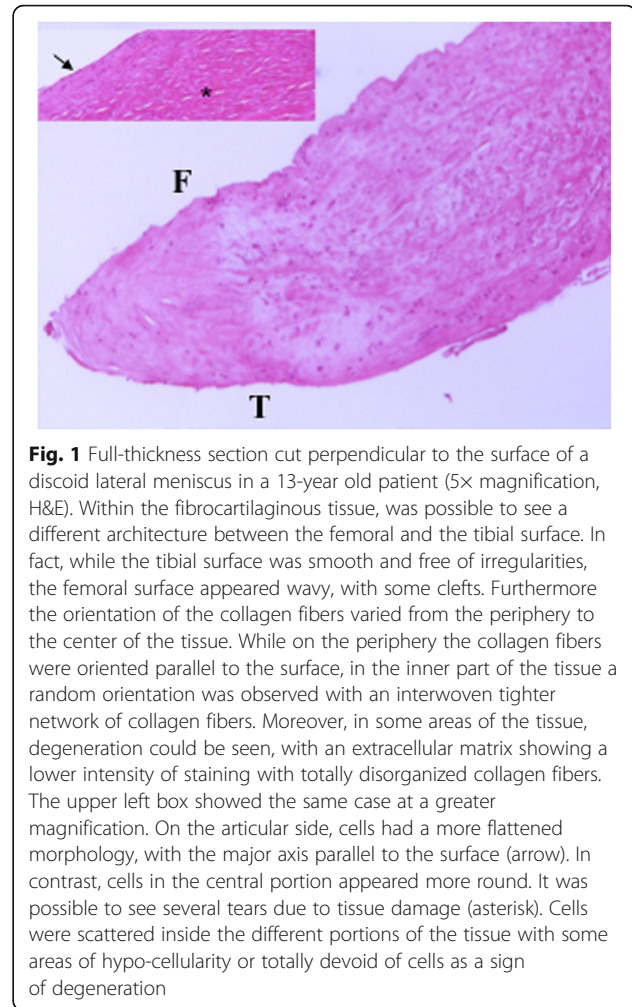 *
F
T
Fig. 1 Full-thickness section cut perpendicular to the surface of a
discoid lateral meniscus in a 13-year old patient (5× magnification,
H&E). Within the fibrocartilaginous tissue, was possible to see a
different architecture between the femoral and the tibial surface. In
fact, while the tibial surface was smooth and free of irregularities,
the femoral surface appeared wavy, with some clefts. Furthermore
the orientation of the collagen fibers varied from the periphery to
the center of the tissue. While on the periphery the collagen fibers
were oriented parallel to the surface, in the inner part of the tissue a
random orientation was observed with an interwoven tighter
network of collagen fibers. Moreover, in some areas of the tissue,
degeneration could be seen, with an extracellular matrix showing a
lower intensity of staining with totally disorganized collagen fibers.
The upper left box showed the same case at a greater
magnification. On the articular side, cells had a more flattened
morphology, with the major axis parallel to the surface (arrow). In
contrast, cells in the central portion appeared more round. It was
possible to see several tears due to tissue damage (asterisk). Cells
were scattered inside the different portions of the tissue with some
areas of hypo-cellularity or totally devoid of cells as a sign
of degeneration